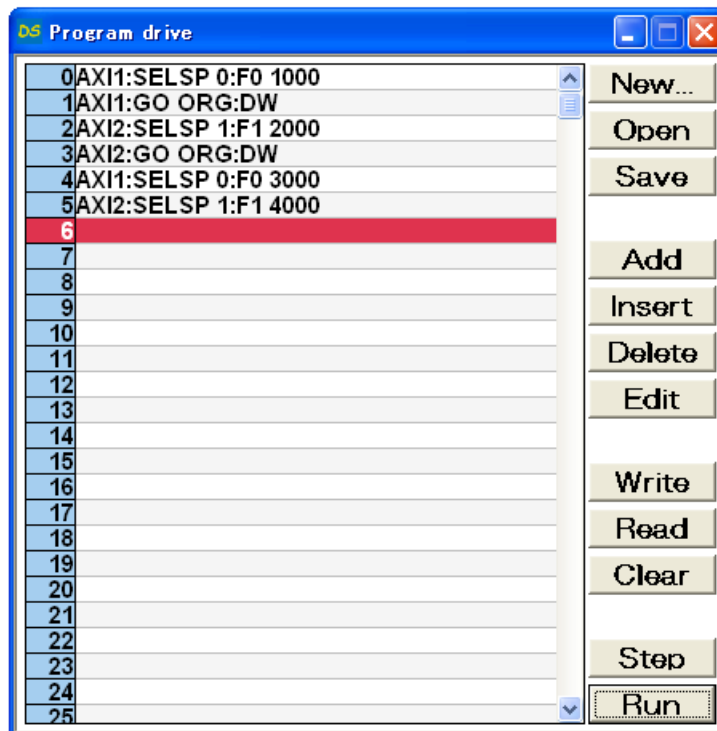 DS Program drive
0 AXI1:SELSP 0:F0 1000
1 AXI1:GO ORG:DW
2 AXI2:SELSP 1:F1 2000
3 AXI2:GO ORG:DW
4 AXI1:SELSP 0:F0 3000
5 AXI2:SELSP 1:F1 4000
6
7
8
9
10
11
12
13
14
15
16
17
18
19
20
21
22
23
24
25
New...
Open
Save
Add
Insert
Delete
Edit
Write
Read
Clear
Step
Run